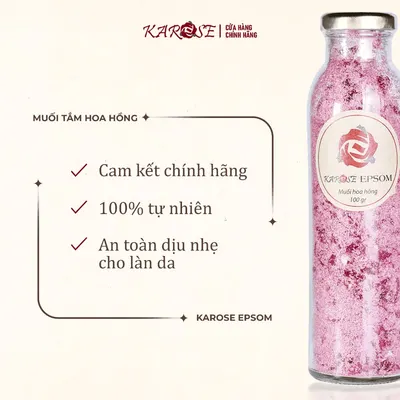 KAROSE
CỬA HÀNG
CHÍNH HÃNG
MUỐI TẮM HOA HỒNG
Cam kết chính hãng
100% tự nhiên
An toàn dịu nhẹ
cho làn da
KAROSE EPSOM
KAROSE EPSOM
Muối hoa hồng
100 gr